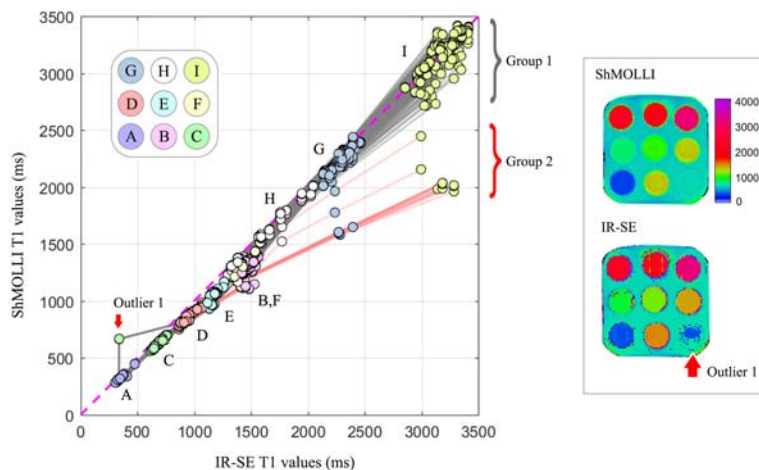 ShMOLLI T1 values (ms)
3500
3000
2500
2000
1500
1000
500
0
0 500 1000 1500 2000 2500 3000 3500
IR-SE T1 values (ms)
G H I
D E F
A B C
Outlier 1
A
C
D
E
B,F
H
G
I
Group 1
Group 2
ShMOLLI
4000
3000
2000
1000
0
IR-SE
Outlier 1